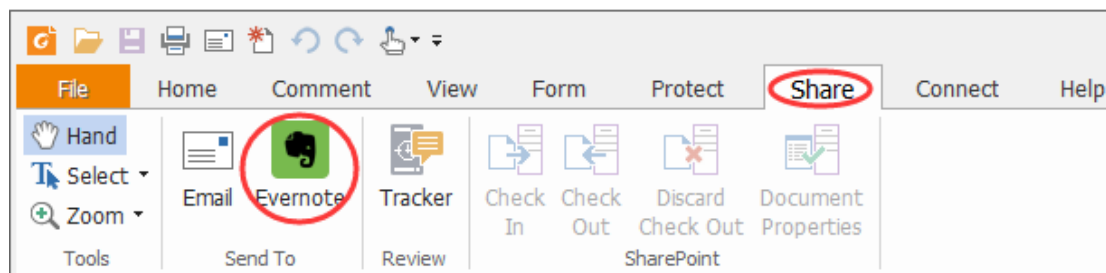 File Home Comment View Form Protect Share Connect Help
Hand
Select
Zoom
Tools
Email Evernote
Send To
Tracker
Review
Check In
Check Out
Discard Check Out
Document Properties
SharePoint